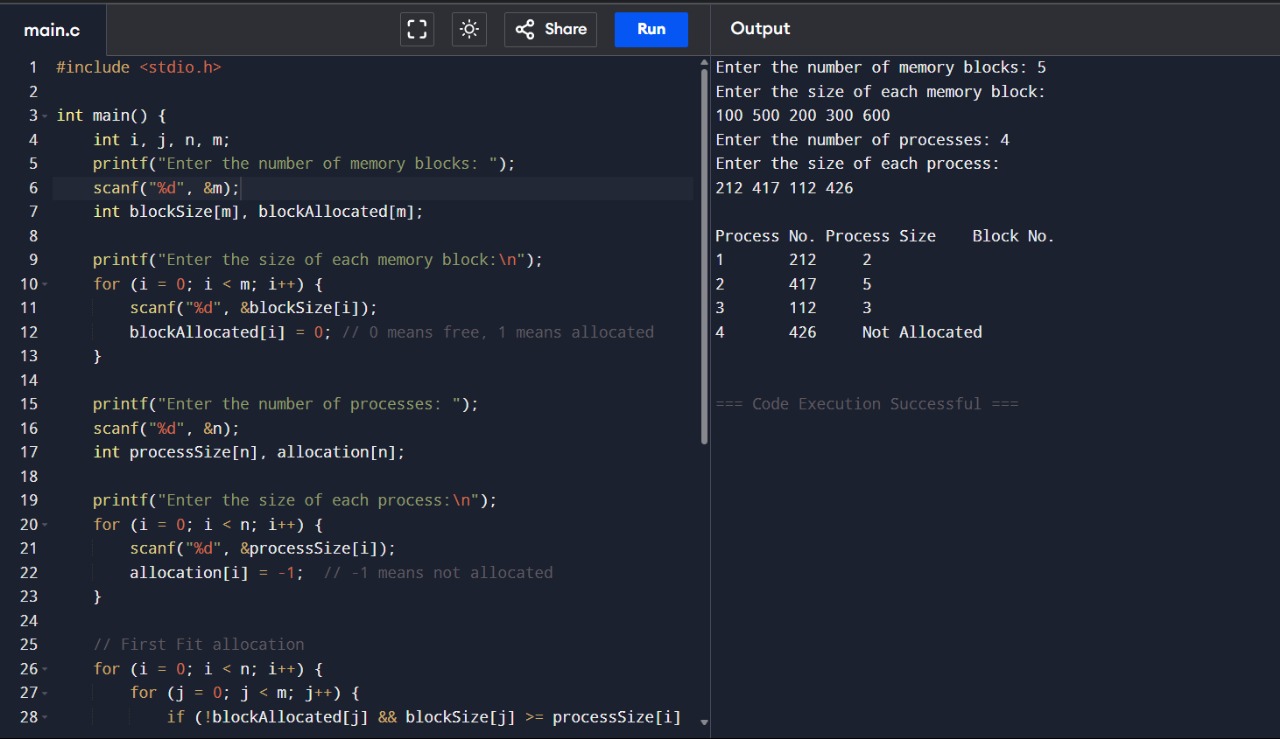 main.c
Share
Run
Output
1 #include <stdio.h>
2
3 int main() {
4 int i, j, n, m;
5 printf("Enter the number of memory blocks: ");
6 scanf("%d", &m);
7 int blockSize[m], blockAllocated[m];
8
9 printf("Enter the size of each memory block:\n");
10 for (i = 0; i < m; i++) {
11 scanf("%d", &blockSize[i]);
12 blockAllocated[i] = 0; // 0 means free, 1 means allocated
13 }
14
15 printf("Enter the number of processes: ");
16 scanf("%d", &n);
17 int processSize[n], allocation[n];
18
19 printf("Enter the size of each process:\n");
20 for (i = 0; i < n; i++) {
21 scanf("%d", &processSize[i]);
22 allocation[i] = -1; // -1 means not allocated
23 }
24
25 // First Fit allocation
26 for (i = 0; i < n; i++) {
27 for (j = 0; j < m; j++) {
28 if (!blockAllocated[j] && blockSize[j] >= processSize[i]
Enter the number of memory blocks: 5
Enter the size of each memory block:
100 500 200 300 600
Enter the number of processes: 4
Enter the size of each process:
212 417 112 426
Process No. Process Size Block No.
1 212 2
2 417 5
3 112 3
4 426 Not Allocated
=== Code Execution Successful ===